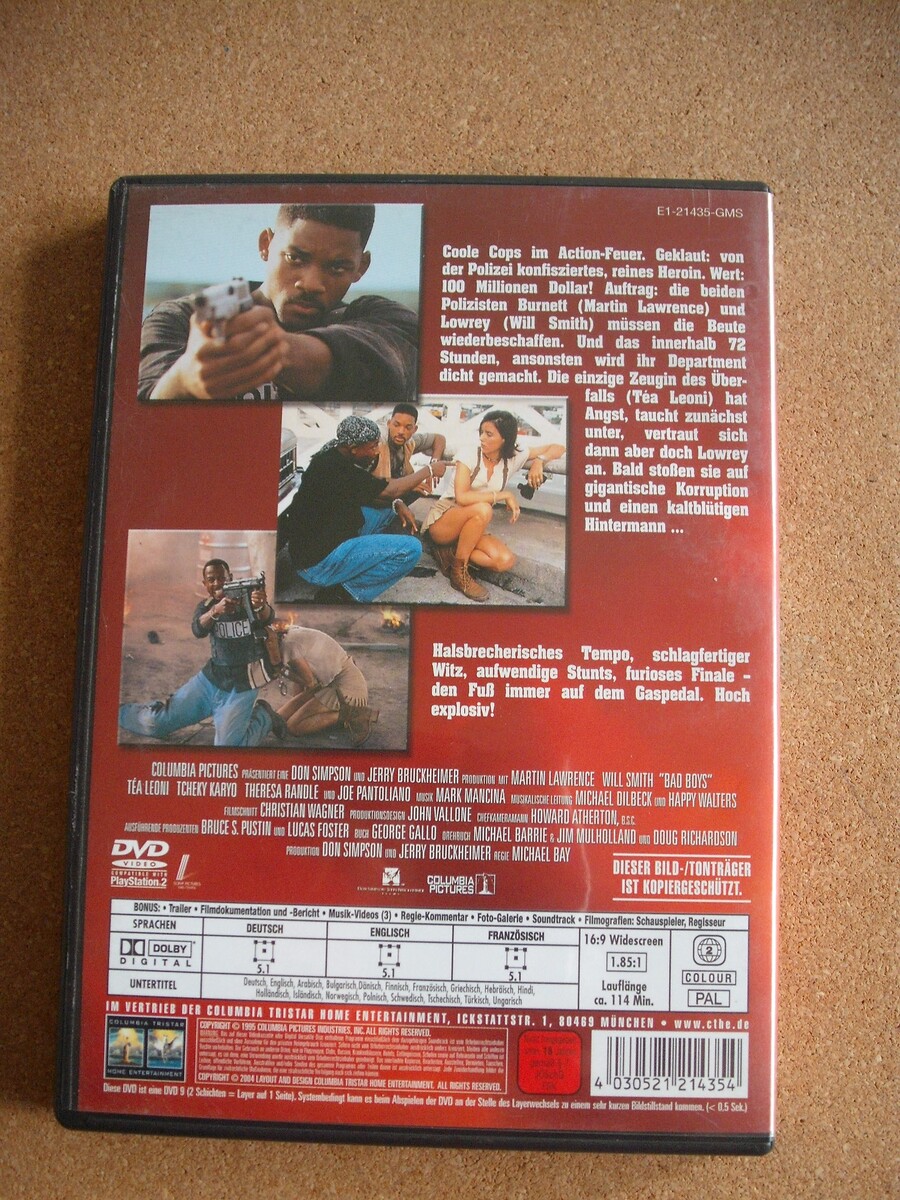 E1-21435-GMS
Coole Cops im Action-Feuer. Geklaut: von
der Polizei konfisziertes, reines Heroin. Wert:
100 Millionen Dollar! Auftrag: die beiden
Polizisten Burnett (Martin Lawrence) und
Lowrey (Will Smith) müssen die Beute
wiederbeschaffen. Und das innerhalb 72
Stunden, ansonsten wird ihr Department
dicht gemacht. Die einzige Zeugin des Über-
falls (Téa Leoni) hat
Angst, taucht zunächst
unter, vertraut sich
dann aber doch Lowrey
an. Bald stoßen sie auf
gigantische Korruption
und einen kaltblütigen
Hintermann ...
POLICE
Halsbrecherisches Tempo, schlagfertiger
Witz, aufwendige Stunts, furioses Finale –
den Fuß immer auf dem Gaspedal. Hoch
explosiv!
COLUMBIA PICTURES PRÄSENTIERT EINE DON SIMPSON UND JERRY BRUCKHEIMER PRODUKTION MIT MARTIN LAWRENCE WILL SMITH "BAD BOYS"
TÉA LEONI TCHEKY KARYO THERESA RANDLE UND JOE PANTOLIANO MUSIK MARK MANCINA MUSIKALISCHE LEITUNG MICHAEL DILBECK UND HAPPY WALTERS
FILMSCHNITT CHRISTIAN WAGNER PRODUKTIONSDESIGN JOHN VALLONE CHEFKAMERAMANN HOWARD ATHERTON, B.S.C.
AUSFÜHRENDE PRODUZENTEN BRUCE S. PUSTIN UND LUCAS FOSTER BUCH GEORGE GALLO DREHBUCH MICHAEL BARRIE & JIM MULHOLLAND UND DOUG RICHARDSON
PRODUKTION DON SIMPSON UND JERRY BRUCKHEIMER REGIE MICHAEL BAY
DVD
VIDEO
COMPATIBLE WITH
PlayStation.2
COLUMBIA
PICTURES
DIESER BILD-/TONTRÄGER
IST KOPIERGESCHÜTZT.
BONUS: • Trailer • Filmdokumentation und -Bericht • Musik-Videos (3) • Regie-Kommentar • Foto-Galerie • Soundtrack • Filmografien: Schauspieler, Regisseur
SPRACHEN
DEUTSCH
ENGLISCH
FRANZÖSISCH
DOLBY
DIGITAL
5.1
5.1
5.1
UNTERTITEL
Deutsch, Englisch, Arabisch, Bulgarisch, Dänisch, Finnisch, Französisch, Griechisch, Hebräisch, Hindi,
Holländisch, Isländisch, Norwegisch, Polnisch, Schwedisch, Tschechisch, Türkisch, Ungarisch
16:9 Widescreen
1.85:1
Lauflänge
ca. 114 Min.
2
COLOUR
PAL
IM VERTRIEB DER COLUMBIA TRISTAR HOME ENTERTAINMENT, ICKSTATTSTR. 1, 80469 MÜNCHEN • www.cthe.de
COLUMBIA TRISTAR
HOME ENTERTAINMENT
COPYRIGHT © 1995 COLUMBIA PICTURES INDUSTRIES, INC. ALL RIGHTS RESERVED.
COPYRIGHT © 2004 LAYOUT AND DESIGN COLUMBIA TRISTAR HOME ENTERTAINMENT. ALL RIGHTS RESERVED.
4 030521 214354
Diese DVD ist eine DVD 9 (2 Schichten = Layer auf 1 Seite). Systembedingt kann es beim Abspielen der DVD an der Stelle des Layerwechsels zu einem sehr kurzen Bildstillstand kommen. (< 0,5 Sek.)